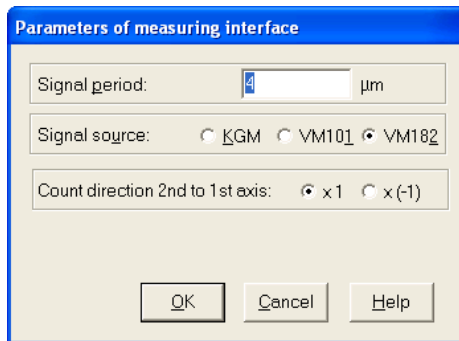 Parameters of measuring interface
Signal period: 4 µm
Signal source: KGM VM101 VM182
Count direction 2nd to 1st axis: x 1 x (-1)
OK Cancel Help